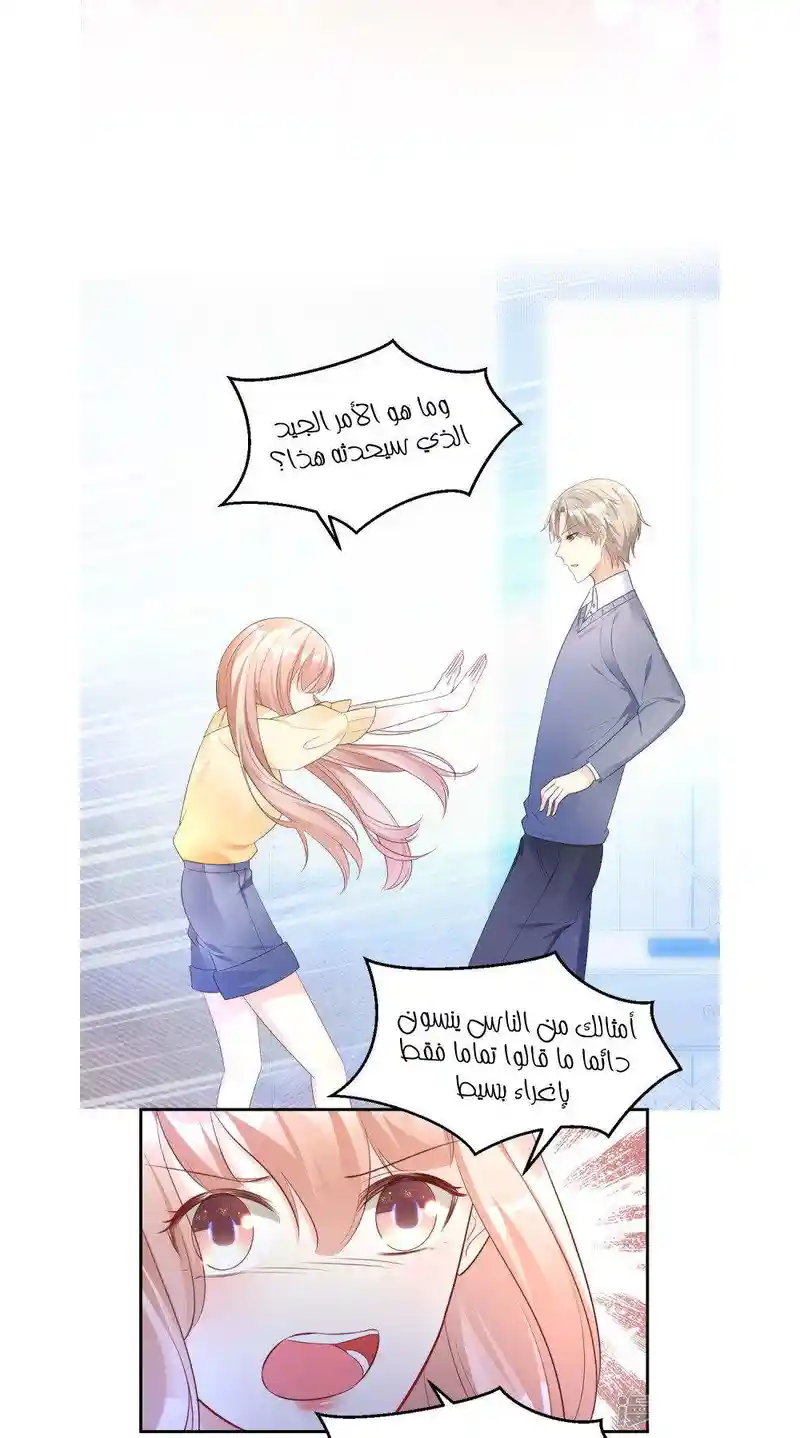 وما هو الأمر الجيد
الذي سيحدثه هذا؟
أمثالك من الناس ينسون
دائما ما قالوا تماما فقط
بإغراء بسيط